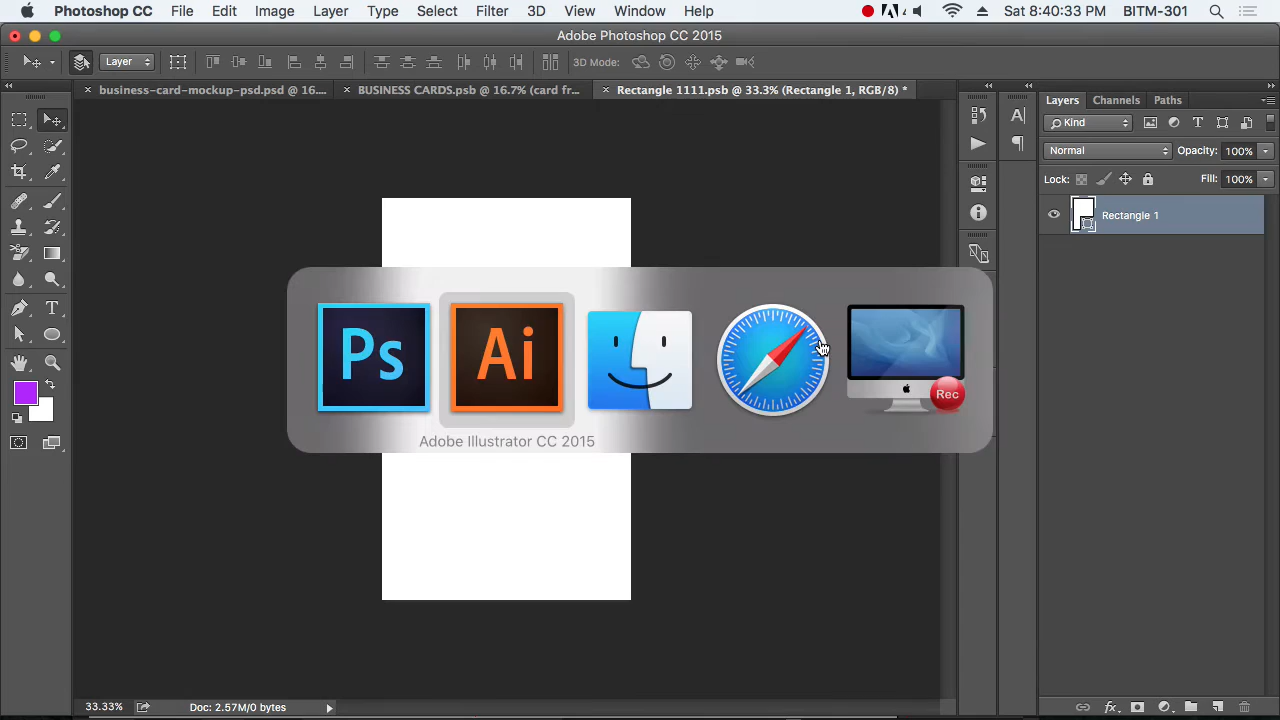 Photoshop CC File Edit Image Layer Type Select Filter 3D View Window Help 4 Sat 8:40:33 PM BITM-301
Adobe Photoshop CC 2015
Layer 3D Mode:
business-card-mockup-psd.psd @ 16.... BUSINESS CARDS.psb @ 16.7% (card fr... Rectangle 1111.psb @ 33.3% (Rectangle 1, RGB/8) *
Layers Channels Paths
Kind
Normal Opacity: 100%
Lock: Fill: 100%
Rectangle 1
Ps Ai Rec
Adobe Illustrator CC 2015
33.33% Doc: 2.57M/0 bytes